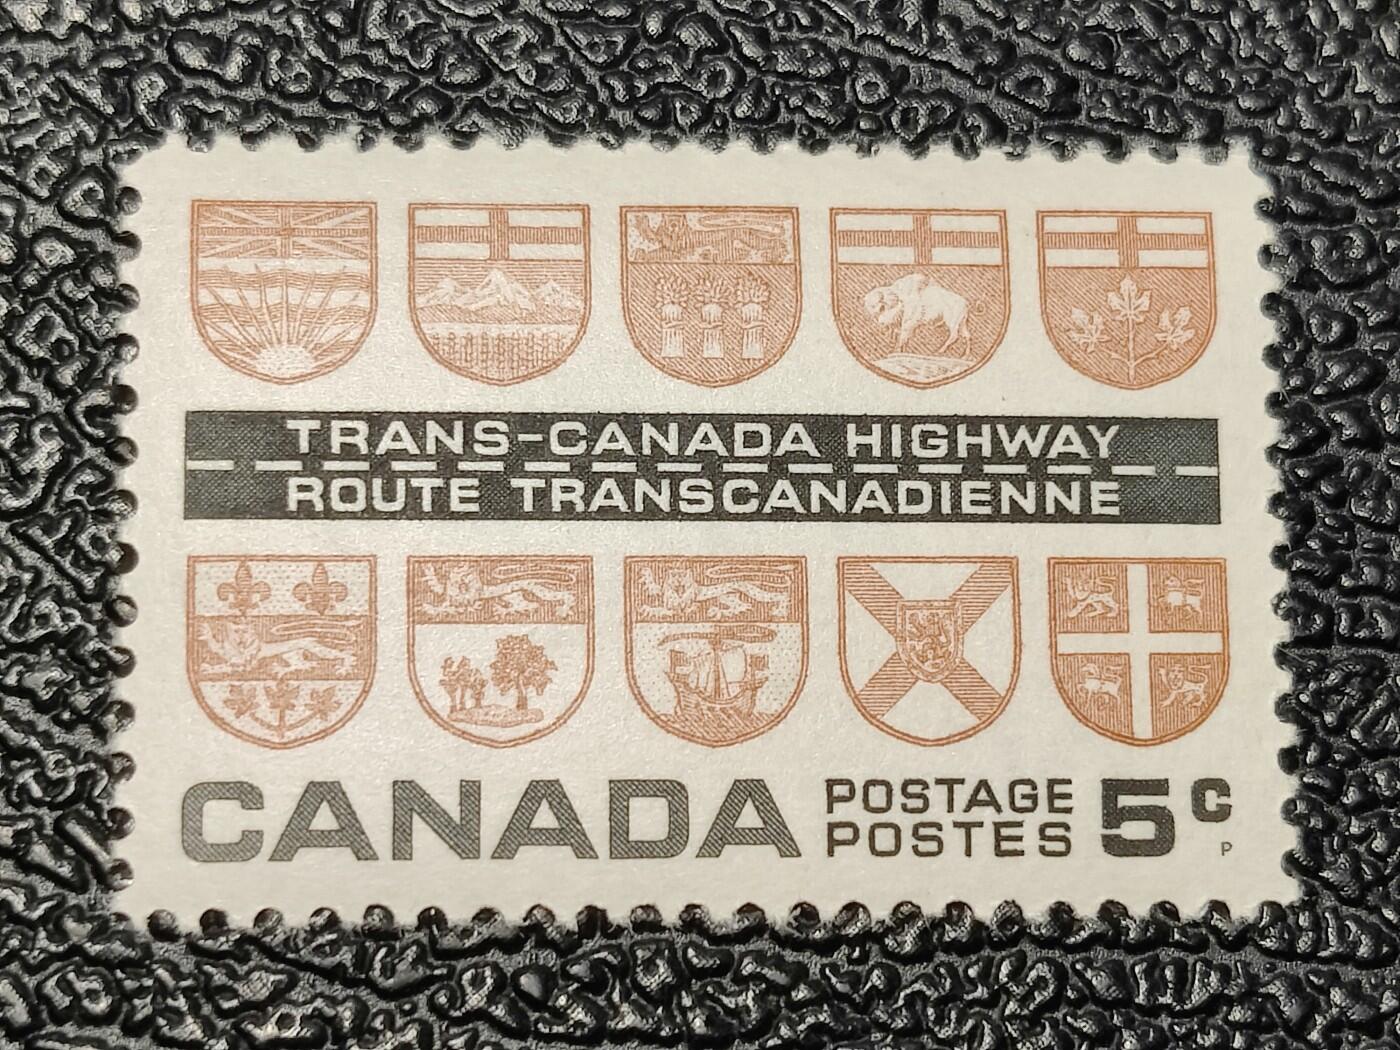 TRANS-CANADA HIGHWAY
ROUTE TRANSCANADIENNE
CANADA POSTAGE POSTES 5c
P